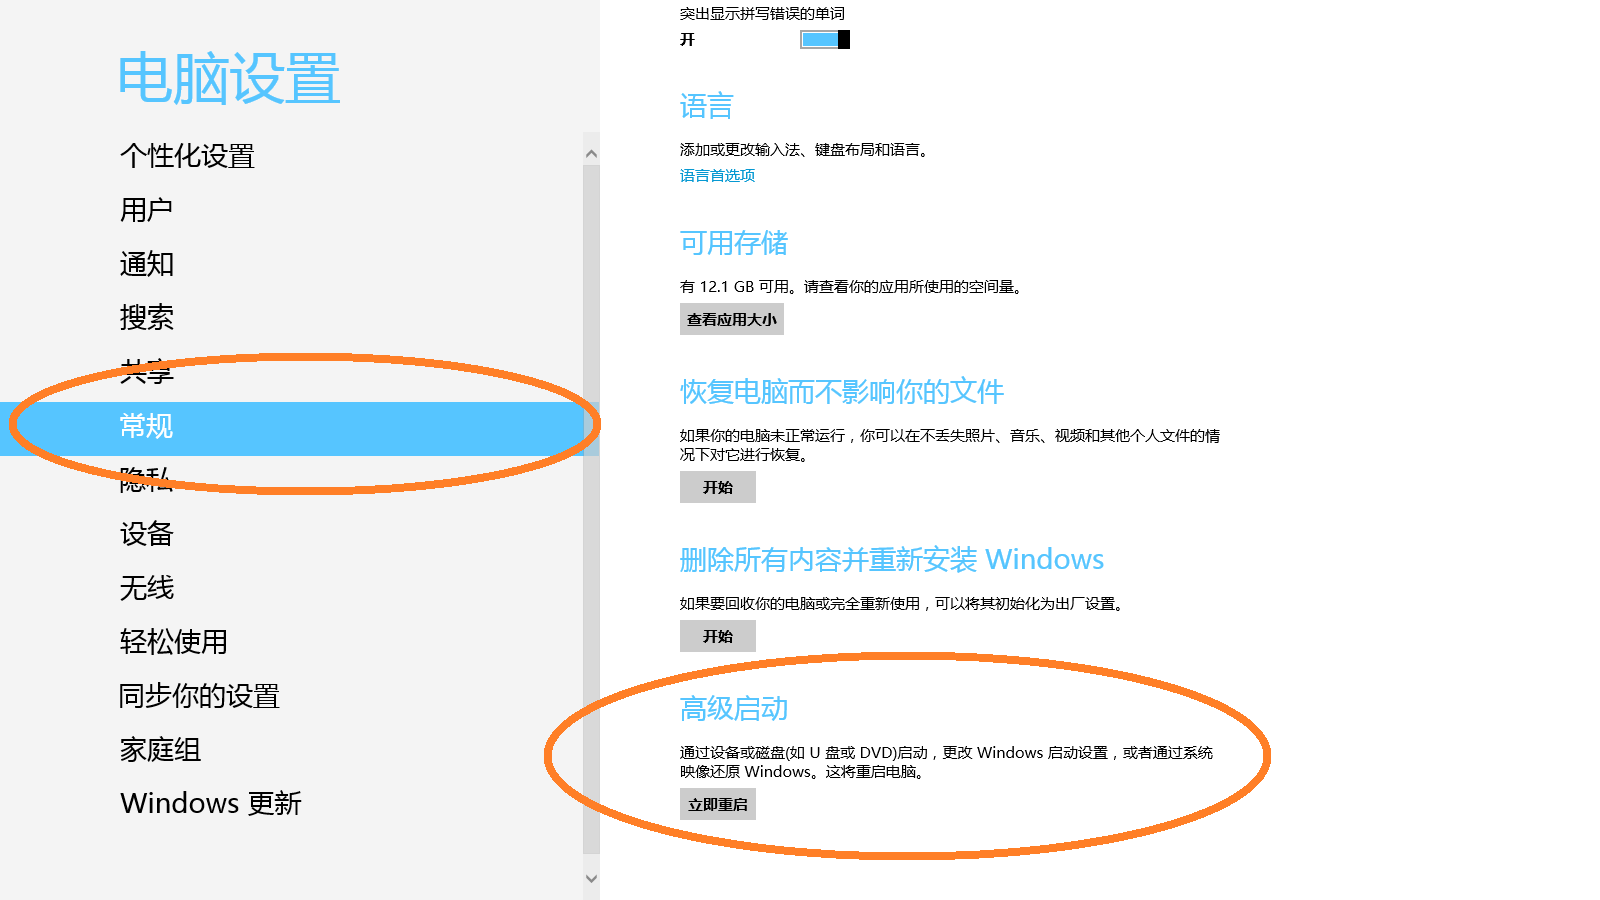 电脑设置
个性化设置
用户
通知
搜索
共享
常规
隐私
设备
无线
轻松使用
同步你的设置
家庭组
Windows 更新
突出显示拼写错误的单词
开
语言
添加或更改输入法、键盘布局和语言。
语言首选项
可用存储
有 12.1 GB 可用。请查看你的应用所使用的空间量。
查看应用大小
恢复电脑而不影响你的文件
如果你的电脑未正常运行，你可以在不丢失照片、音乐、视频和其他个人文件的情
况下对它进行恢复。
开始
删除所有内容并重新安装 Windows
如果要回收你的电脑或完全重新使用，可以将其初始化为出厂设置。
开始
高级启动
通过设备或磁盘(如 U 盘或 DVD)启动，更改 Windows 启动设置，或者通过系统
映像还原 Windows。这将重启电脑。
立即重启